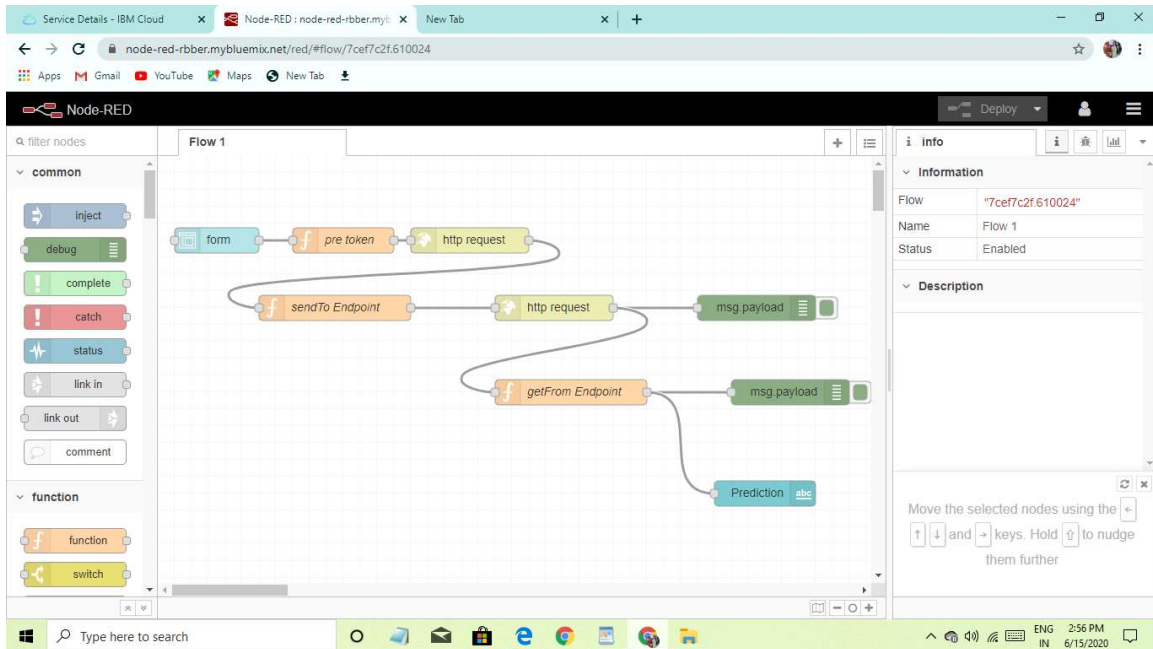 Service Details - IBM Cloud
Node-RED : node-red-rbber.myb
New Tab
node-red-rbber.mybluemix.net/red/#flow/7cef7c2f.610024
Apps Gmail YouTube Maps New Tab
Node-RED
Deploy
filter nodes
Flow 1
i info
common
Information
inject
Flow "7cef7c2f.610024"
Name Flow 1
Status Enabled
form
pre token
http request
debug
complete
Description
catch
sendTo Endpoint
http request
msg.payload
status
link in
getFrom Endpoint
msg.payload
link out
comment
Prediction abc
function
Move the selected nodes using the ←
↑ ↓ and → keys. Hold ⇧ to nudge
them further
function
switch
Type here to search
ENG
IN
2:56 PM
6/15/2020